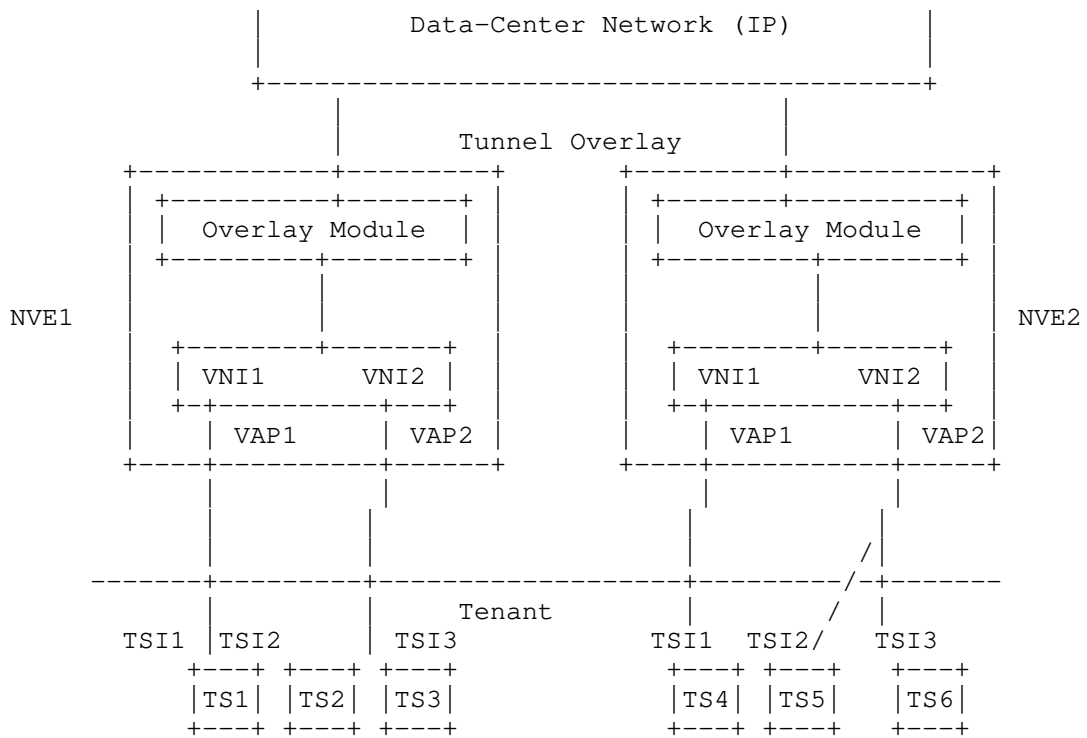 Data-Center Network (IP)
Tunnel Overlay
Overlay Module Overlay Module
NVE1 NVE2
VNI1 VNI2 VNI1 VNI2
VAP1 VAP2 VAP1 VAP2
Tenant
TSI1 TSI2 TSI3 TSI1 TSI2 TSI3
TS1 TS2 TS3 TS4 TS5 TS6